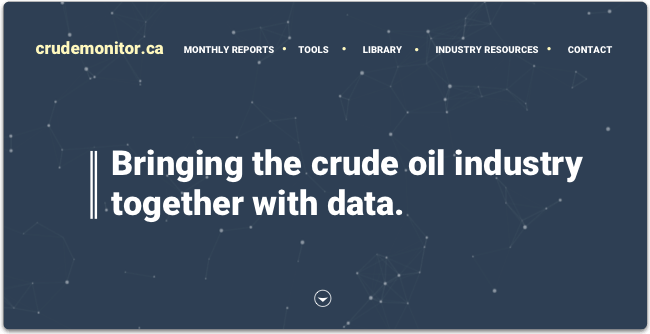 crudemonitor.ca MONTHLY REPORTS • TOOLS • LIBRARY • INDUSTRY RESOURCES • CONTACT
Bringing the crude oil industry
together with data.